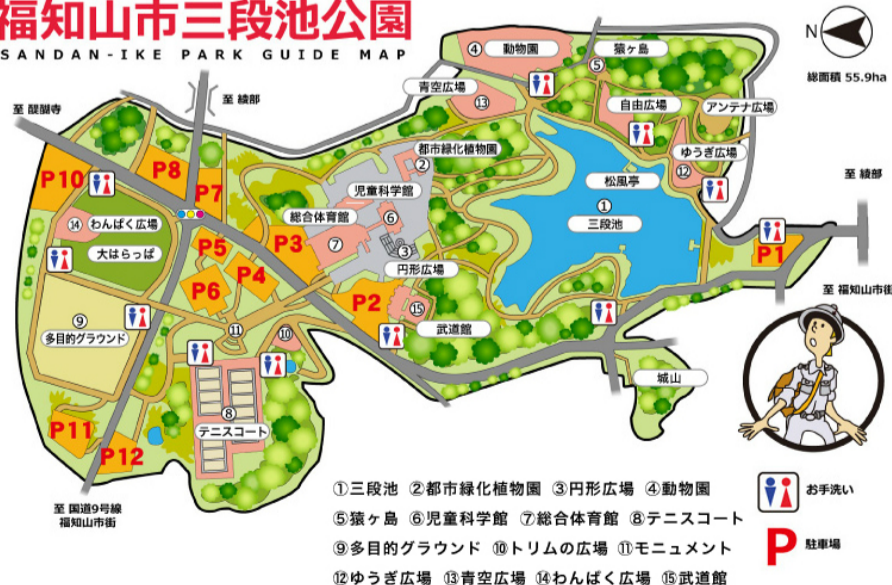 福知山市三段池公園
SANDAN-IKE PARK GUIDE MAP
N
総面積 55.9ha
④ 動物園
猿ヶ島
⑤
青空広場
⑬
自由広場
アンテナ広場
至 綾部
至 醍醐寺
都市緑化植物園
②
ゆうぎ広場
⑫
P10
P8
P7
児童科学館
⑥
松風亭
①
三段池
至 綾部
⑭ わんぱく広場
大はらっぱ
総合体育館
⑦
P5
P3
③
円形広場
P1
P6
P4
P2
⑮
武道館
至 福知山市街
⑨
多目的グラウンド
⑪
⑩
城山
⑧
テニスコート
P11
P12
至 国道9号線
福知山市街
①三段池 ②都市緑化植物園 ③円形広場 ④動物園
⑤猿ヶ島 ⑥児童科学館 ⑦総合体育館 ⑧テニスコート
⑨多目的グラウンド ⑩トリムの広場 ⑪モニュメント
⑫ゆうぎ広場 ⑬青空広場 ⑭わんぱく広場 ⑮武道館
お手洗い
P 駐車場